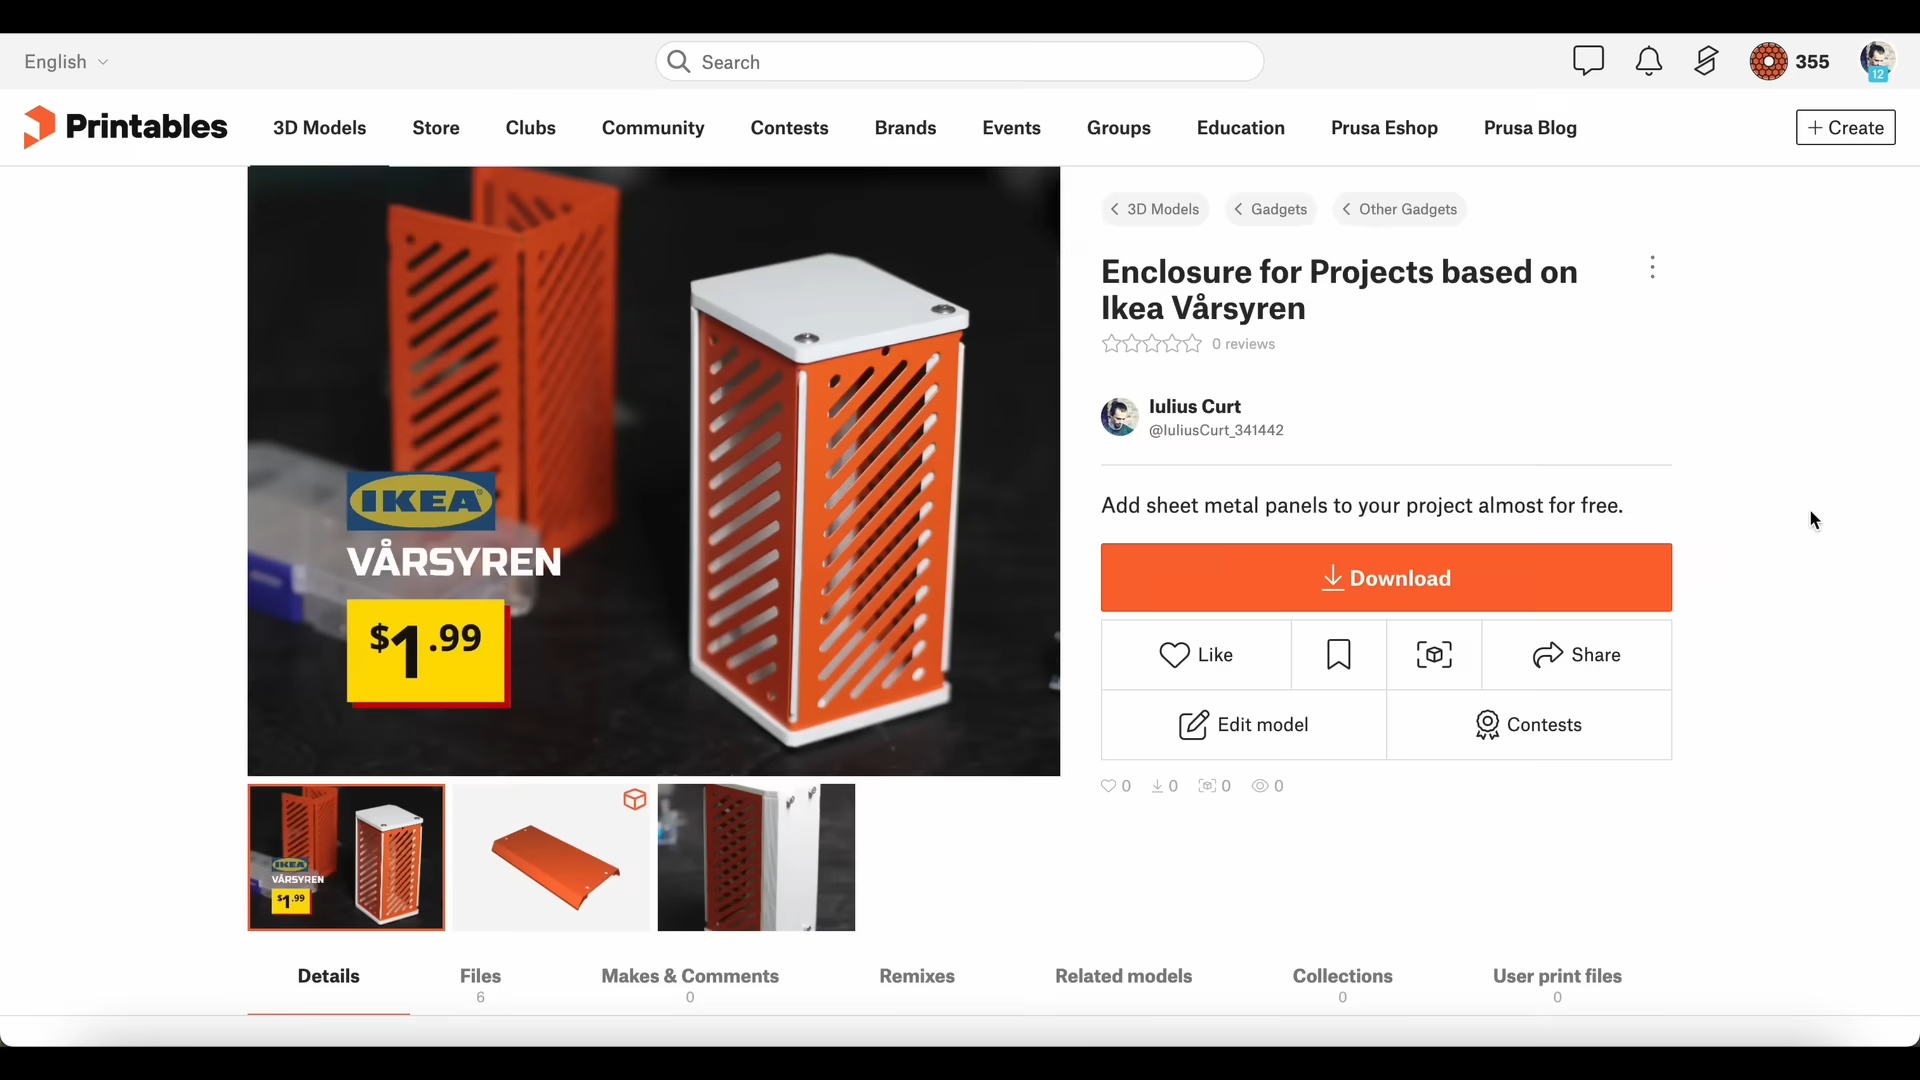 English
Search
355
12
Printables
3D Models
Store
Clubs
Community
Contests
Brands
Events
Groups
Education
Prusa Eshop
Prusa Blog
+ Create
IKEA®
VÅRSYREN
$1.99
3D Models
Gadgets
Other Gadgets
Enclosure for Projects based on
Ikea Vårsyren
0 reviews
Iulius Curt
@IuliusCurt_341442
Add sheet metal panels to your project almost for free.
Download
Like
Share
Edit model
Contests
0
0
0
0
IKEA
VÅRSYREN
$1.99
Details
Files
6
Makes & Comments
0
Remixes
Related models
Collections
0
User print files
0